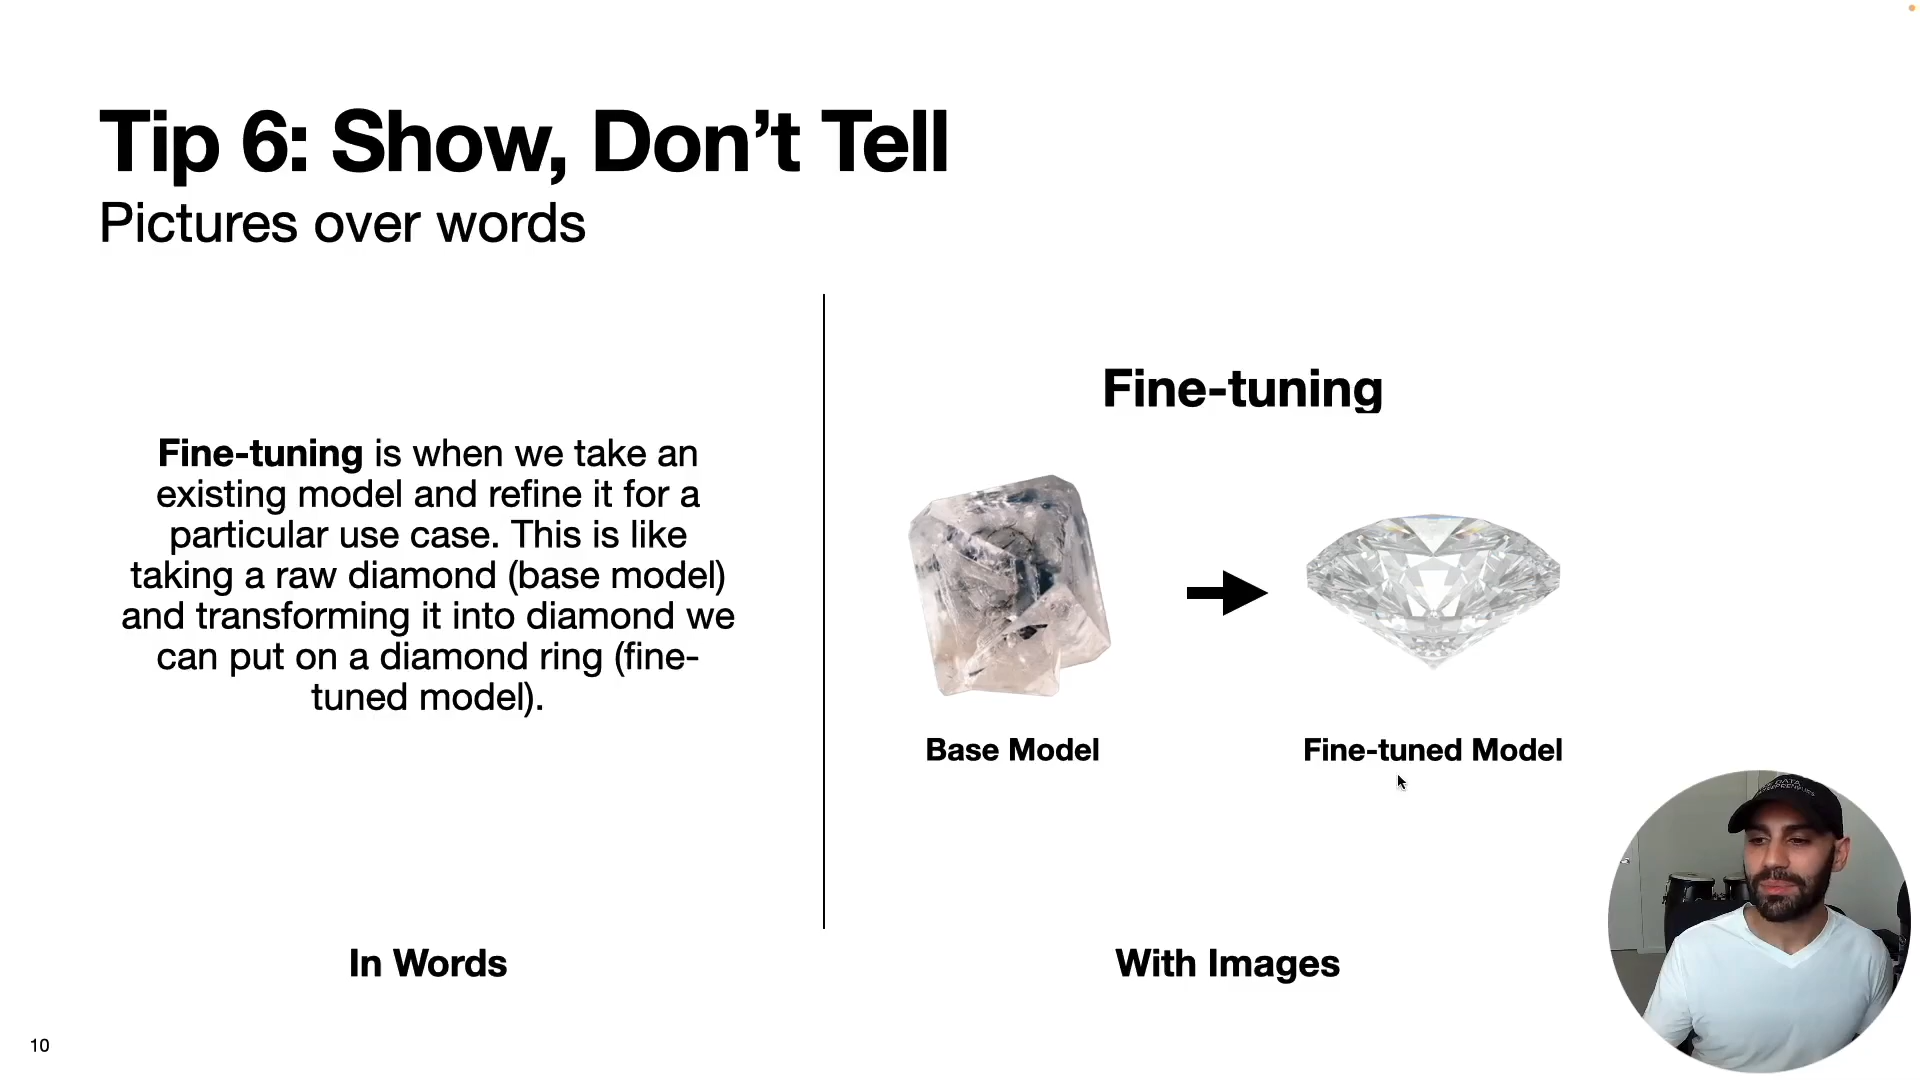 Tip 6: Show, Don’t Tell
Pictures over words
Fine-tuning is when we take an
existing model and refine it for a
particular use case. This is like
taking a raw diamond (base model)
and transforming it into diamond we
can put on a diamond ring (fine-
tuned model).
In Words
Fine-tuning
Base Model
Fine-tuned Model
With Images
DATA
10